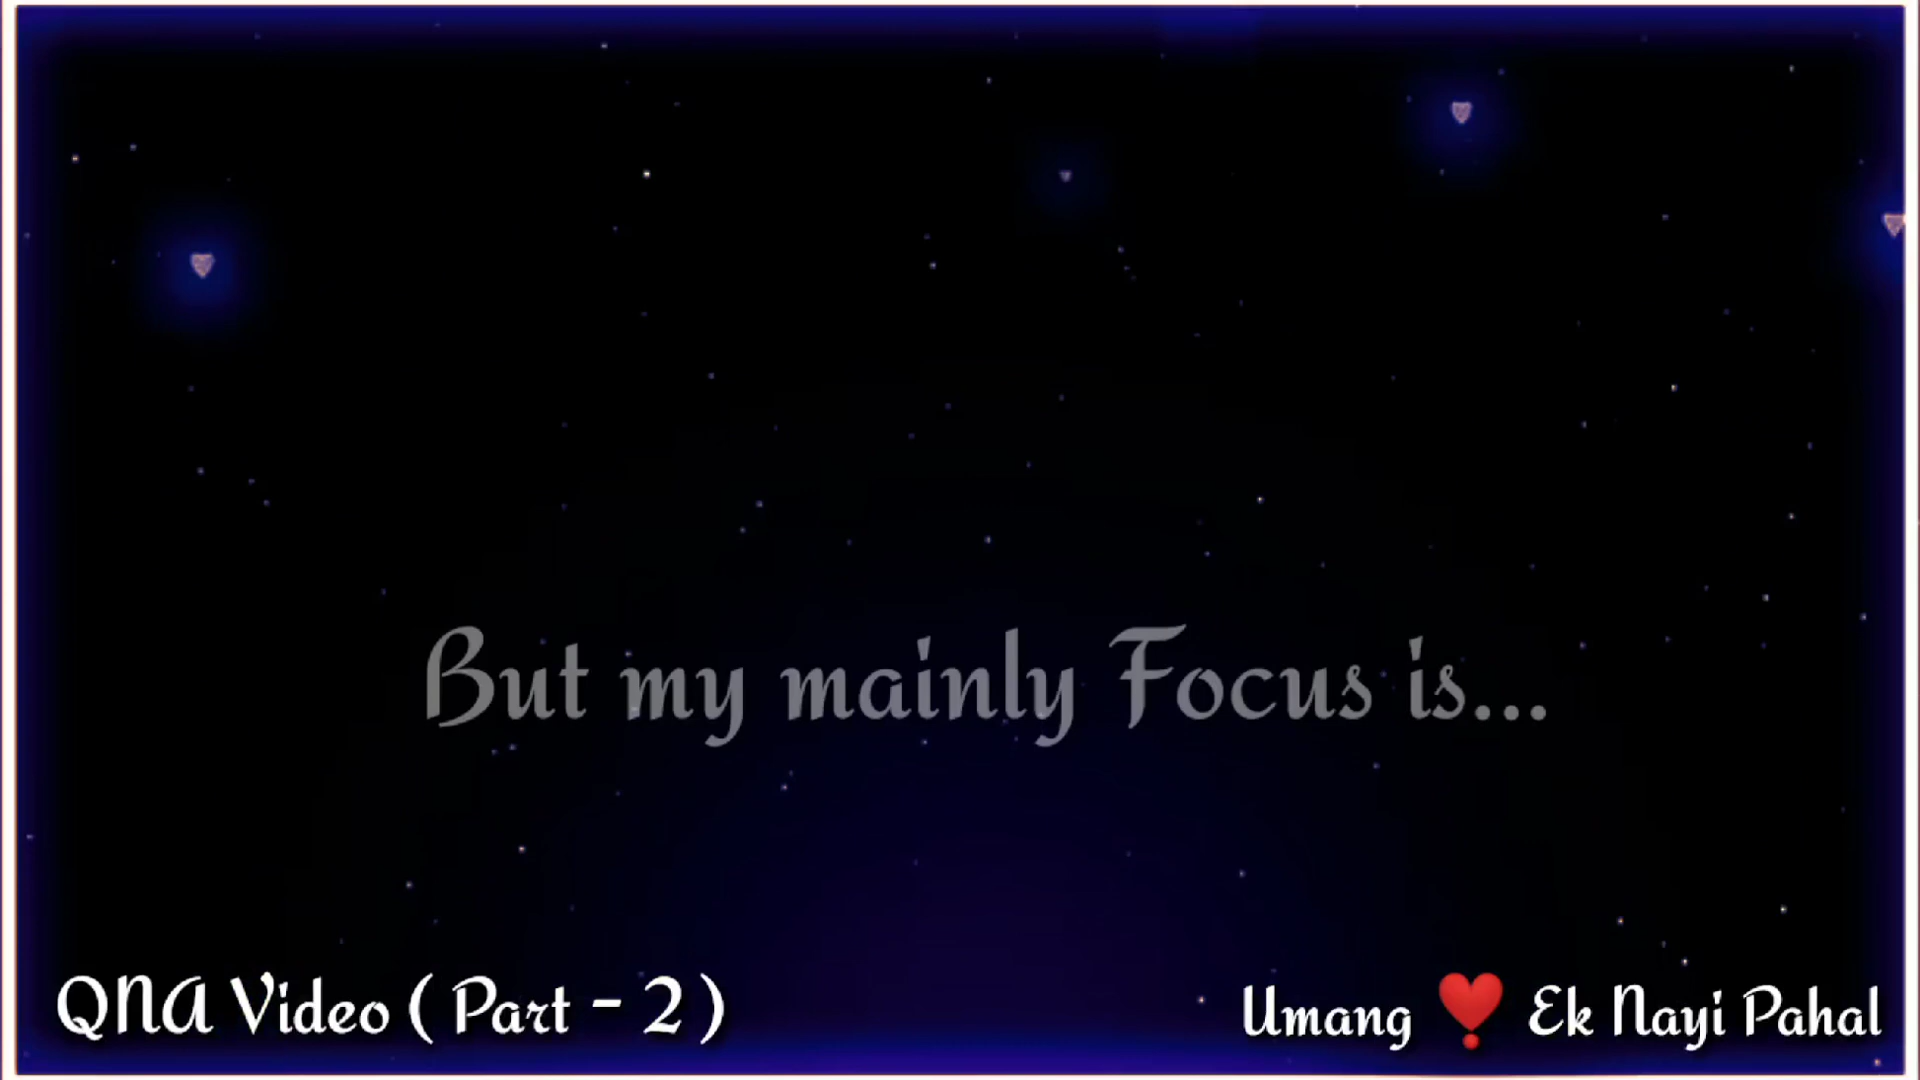 But my mainly Focus is...
QNA Video ( Part - 2 )
Umang ❣️ Ek Nayi Pahal